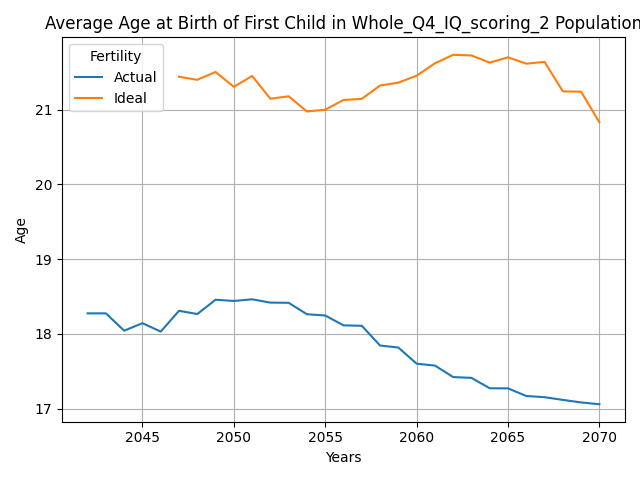 Average Age at Birth of First Child in Whole_Q4_IQ_scoring_2 Population
Fertility
Actual
Ideal
21
20
19
18
17
Age
2045 2050 2055 2060 2065 2070
Years